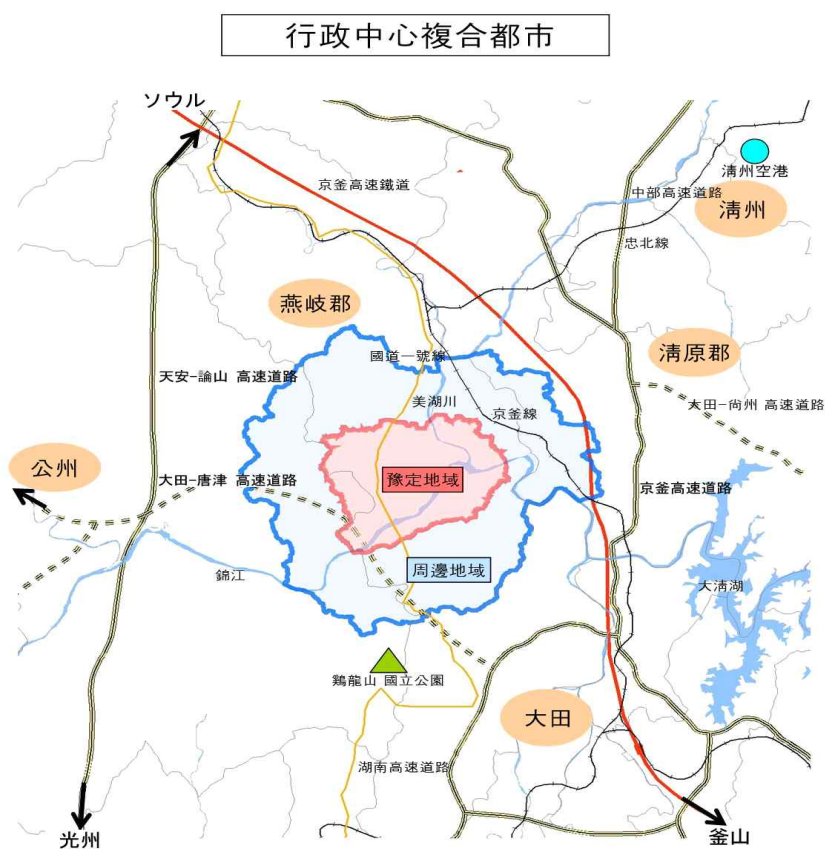 行政中心複合都市
ソウル
京釜高速鐵道
淸州空港
中部高速道路
淸州
忠北線
燕岐郡
國道一號線
淸原郡
天安-論山 高速道路
美湖川
京釜線
大田-尙州 高速道路
公州
大田-唐津 高速道路
豫定地域
京釜高速道路
周邊地域
錦江
大淸湖
鶏龍山 國立公園
大田
湖南高速道路
光州
釜山